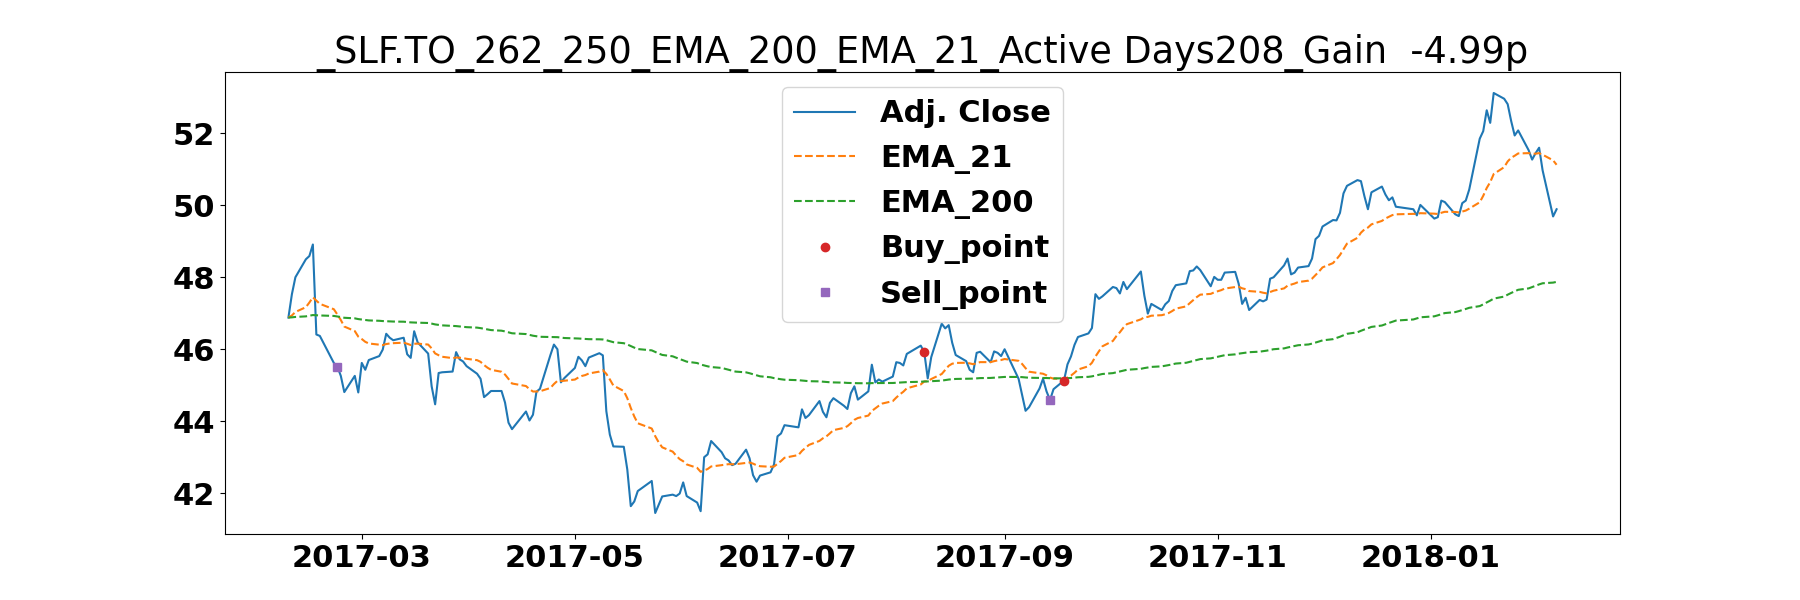 _SLF.TO_262_250_EMA_200_EMA_21_Active Days208_Gain  -4.99p
Adj. Close
EMA_21
EMA_200
Buy_point
Sell_point
52
50
48
46
44
42
2017-03 2017-05 2017-07 2017-09 2017-11 2018-01